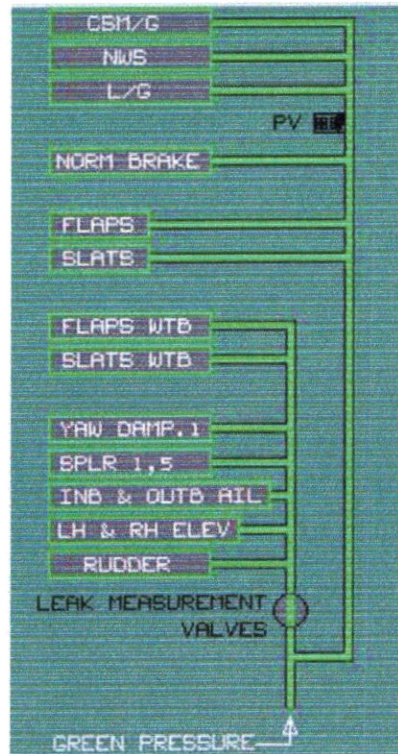 CSM/G
NWS
L/G
PV
NORM BRAKE
FLAPS
SLATS
FLAPS WTB
SLATS WTB
YAW DAMP.1
SPLR 1,5
INB & OUTB AIL
LH & RH ELEV
RUDDER
LEAK MEASUREMENT
VALVES
GREEN PRESSURE